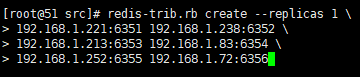 [root@51 src]# redis-trib.rb create --replicas 1 \
> 192.168.1.221:6351 192.168.1.238:6352 \
> 192.168.1.213:6353 192.168.1.83:6354 \
> 192.168.1.252:6355 192.168.1.72:6356